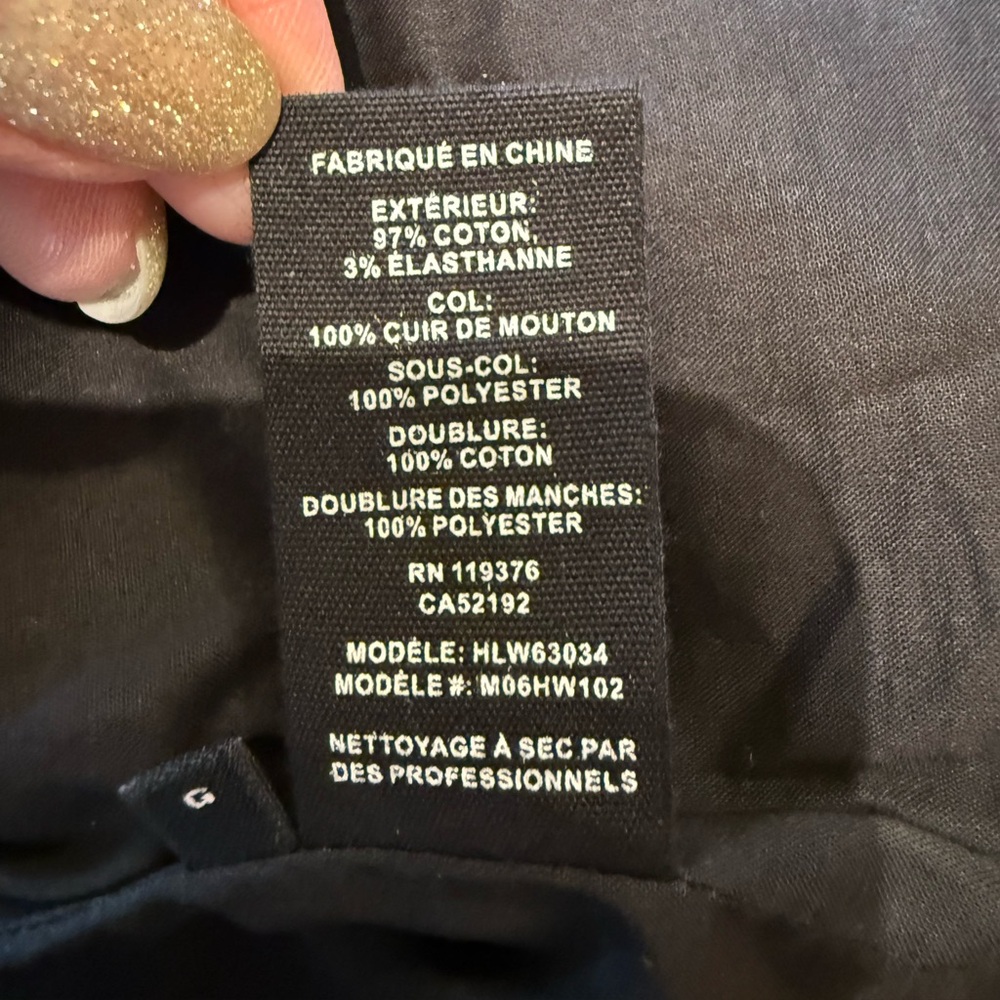 FABRIQUÉ EN CHINE
EXTÉRIEUR:
97% COTON,
3% ÉLASTHANNE
COL:
100% CUIR DE MOUTON
SOUS-COL:
100% POLYESTER
DOUBLURE:
100% COTON
DOUBLURE DES MANCHES:
100% POLYESTER
RN 119376
CA52192
MODÈLE: HLW63034
MODÈLE #: M06HW102
NETTOYAGE À SEC PAR
DES PROFESSIONNELS
G